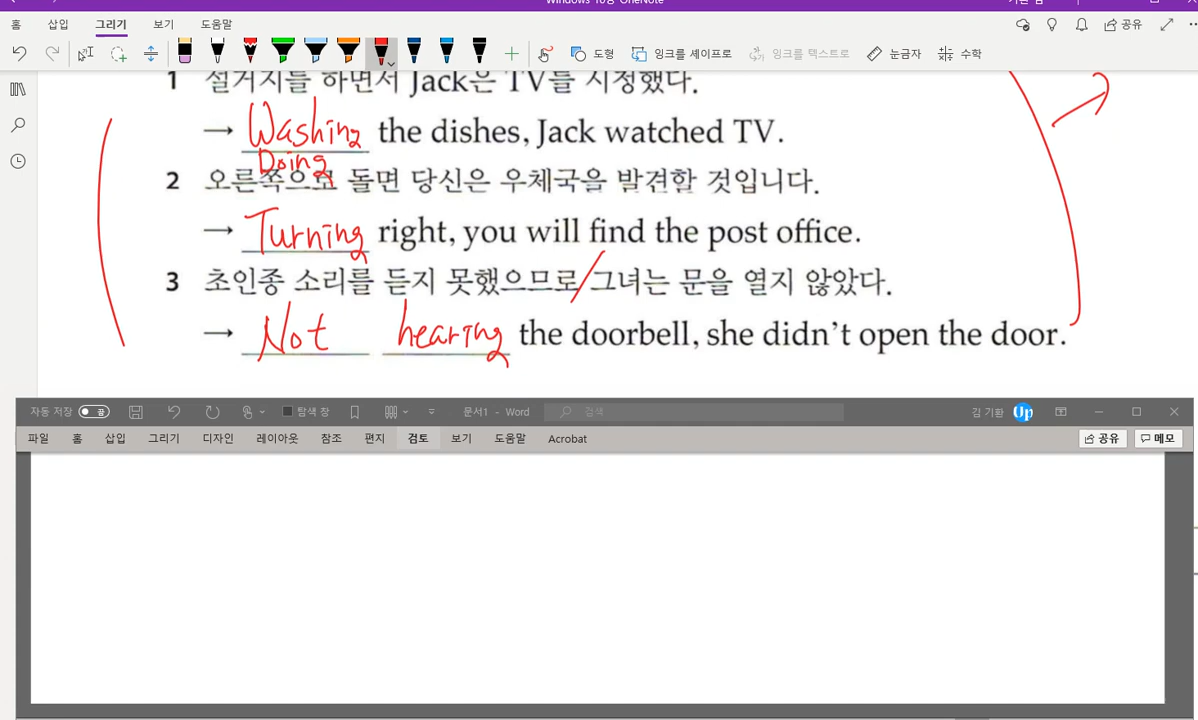 Windows 10용 OneNote
홈 삽입 그리기 보기 도움말
공유
도형 잉크를 셰이프로 잉크를 텍스트로 눈금자 수학
1 설거지를 하면서 Jack은 TV를 시청했다.
→ Washing the dishes, Jack watched TV.
Doing
2 오른쪽으로 돌면 당신은 우체국을 발견할 것입니다.
→ Turning right, you will find the post office.
3 초인종 소리를 듣지 못했으므로/그녀는 문을 열지 않았다.
→ Not hearing the doorbell, she didn't open the door.
자동 저장 끔 탐색 창 문서1 - Word 검색 김 기환 Up
파일 홈 삽입 그리기 디자인 레이아웃 참조 편지 검토 보기 도움말 Acrobat 공유 메모